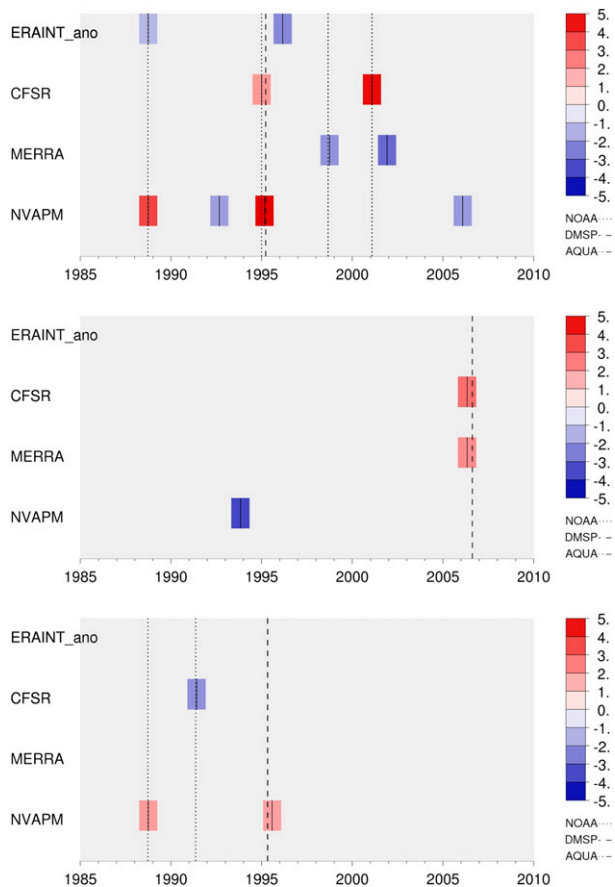 ERAINT_ano
CFSR
MERRA
NVAPM
1985 1990 1995 2000 2005 2010
5.
4.
3.
2.
1.
0.
-1.
-2.
-3.
-4.
-5.
NOAA
DMSP
AQUA
ERAINT_ano
CFSR
MERRA
NVAPM
1985 1990 1995 2000 2005 2010
5.
4.
3.
2.
1.
0.
-1.
-2.
-3.
-4.
-5.
NOAA
DMSP
AQUA
ERAINT_ano
CFSR
MERRA
NVAPM
1985 1990 1995 2000 2005 2010
5.
4.
3.
2.
1.
0.
-1.
-2.
-3.
-4.
-5.
NOAA
DMSP
AQUA